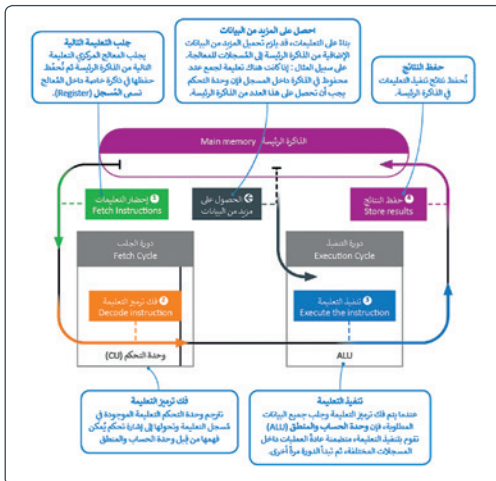 جلب التعليمة التالية
يجلب المعالج المركزي التعليمة
التالية من الذاكرة الرئيسة ثم تُحفظ
حفظها في ذاكرة خاصة داخل المُعالج
تسمى المُسجل (Register).
احصل على المزيد من البيانات
بناءً على التعليمات، قد يلزم تحميل المزيد من البيانات
الإضافية من الذاكرة الرئيسة إلى المُسجلات للمعالجة.
على سبيل المثال: إذا كانت هناك تعليمة لجمع عدد
محفوظ في الذاكرة داخل المسجل فإن وحدة التحكم
يجب أن تحصل على هذا العدد من الذاكرة الرئيسة.
حفظ النتائج
تُحفظ نتائج تنفيذ التعليمات
في الذاكرة الرئيسة.
الذاكرة الرئيسة Main memory
إحضار التعليمات
Fetch Instructions
الحصول على
مزيد من البيانات
حفظ النتائج
Store results
دورة الجلب
Fetch Cycle
دورة التنفيذ
Execution Cycle
فك ترميز التعليمة
Decode instruction
تنفيذ التعليمة
Execute the instruction
وحدة التحكم (CU)
ALU
فك ترميز التعليمة
تترجم وحدة التحكم التعليمة الموجودة في
مُسجل التعليمة وتحولها إلى إشارة تحكم يُمكن
فهمها من قبل وحدة الحساب والمنطق
تنفيذ التعليمة
عندما يتم فك ترميز التعليمة وجلب جميع البيانات
المطلوبة، فإن وحدة الحساب والمنطق (ALU)
تقوم بتنفيذ التعليمة، متضمنة عادةً العمليات داخل
المسجلات المختلفة، ثم تبدأ الدورة مرةً أخرى.